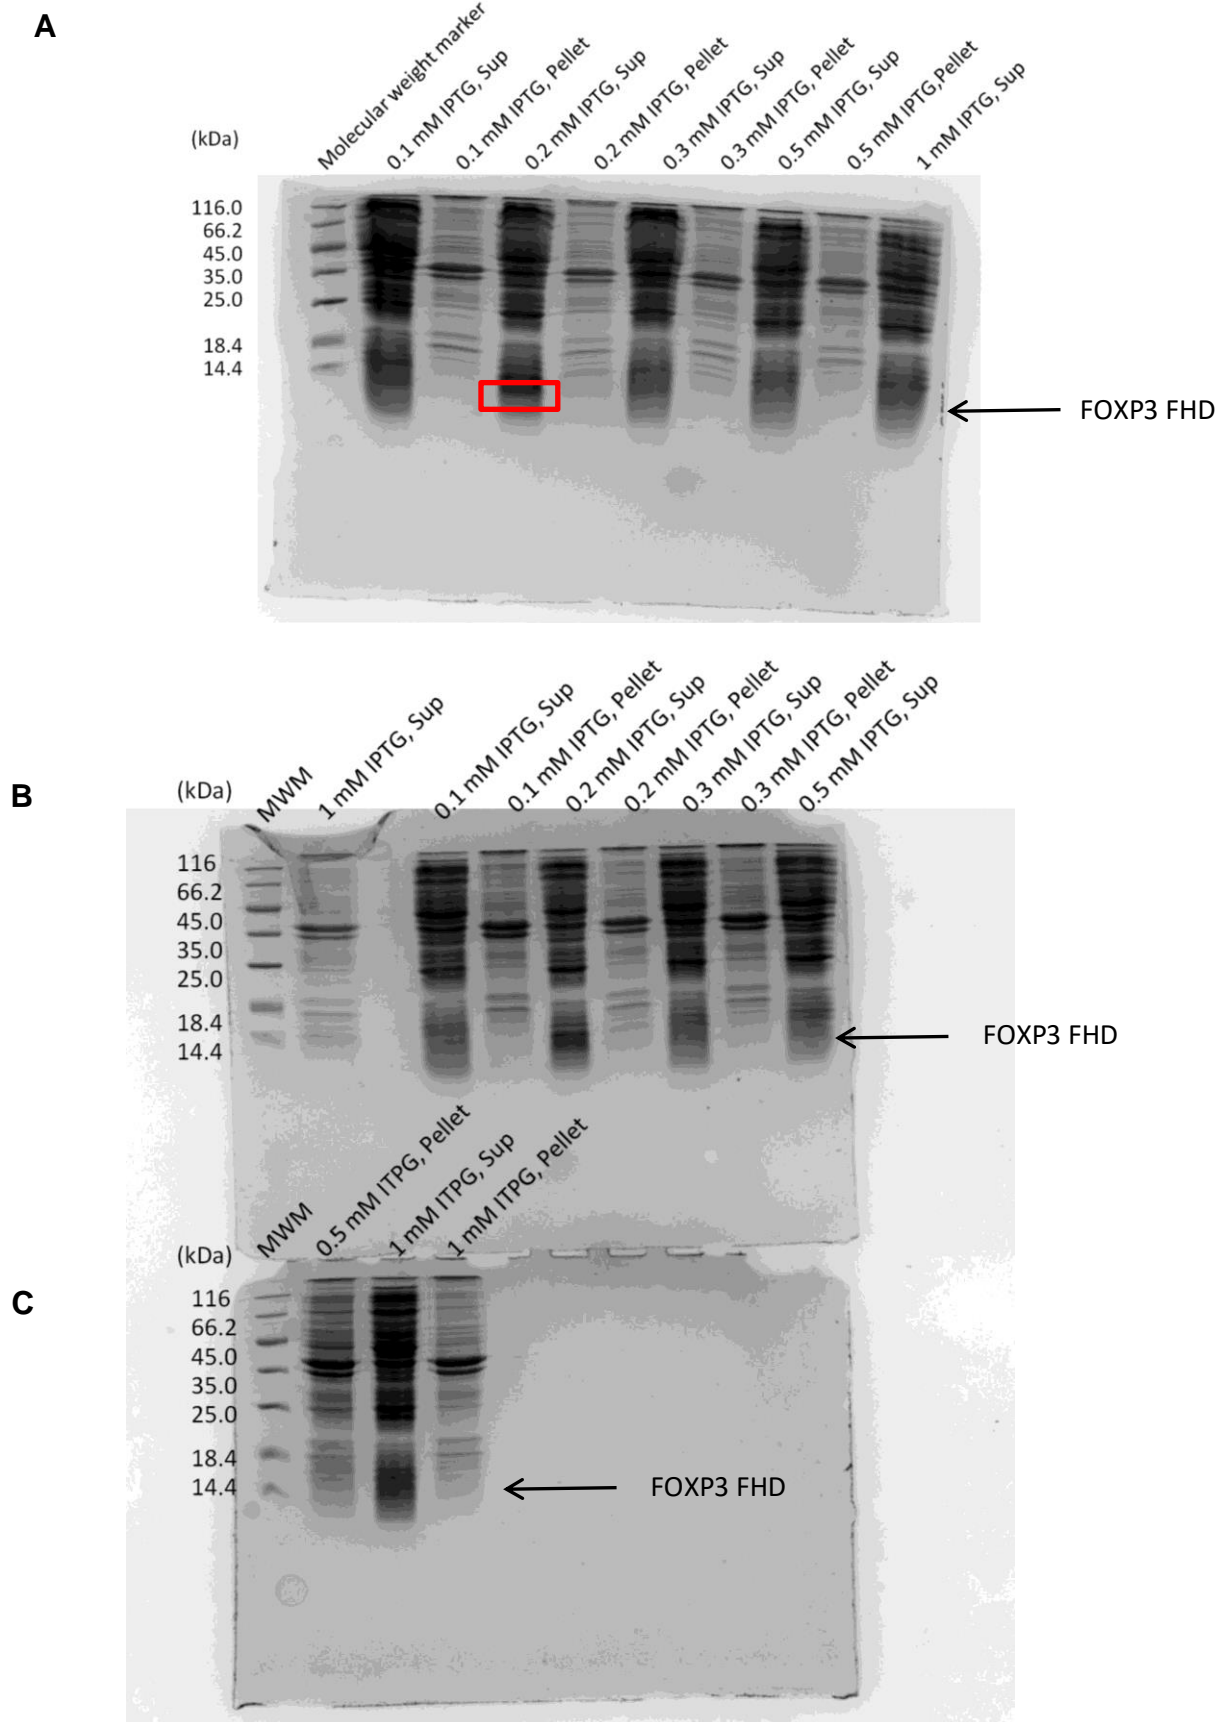 A
(kDa)
Molecular weight marker
0.1 mM IPTG, Sup
0.1 mM IPTG, Pellet
0.2 mM IPTG, Sup
0.2 mM IPTG, Pellet
0.3 mM IPTG, Sup
0.3 mM IPTG, Pellet
0.5 mM IPTG, Sup
0.5 mM IPTG,Pellet
1 mM IPTG, Sup
116.0
66.2
45.0
35.0
25.0
18.4
14.4
FOXP3 FHD
B
(kDa)
MWM
1 mM IPTG, Sup
0.1 mM IPTG, Sup
0.1 mM IPTG, Pellet
0.2 mM IPTG, Sup
0.2 mM IPTG, Pellet
0.3 mM IPTG, Sup
0.3 mM IPTG, Pellet
0.5 mM IPTG, Sup
116
66.2
45.0
35.0
25.0
18.4
14.4
FOXP3 FHD
C
(kDa)
MWM
0.5 mM ITPG, Pellet
1 mM ITPG, Sup
1 mM ITPG, Pellet
116
66.2
45.0
35.0
25.0
18.4
14.4
FOXP3 FHD